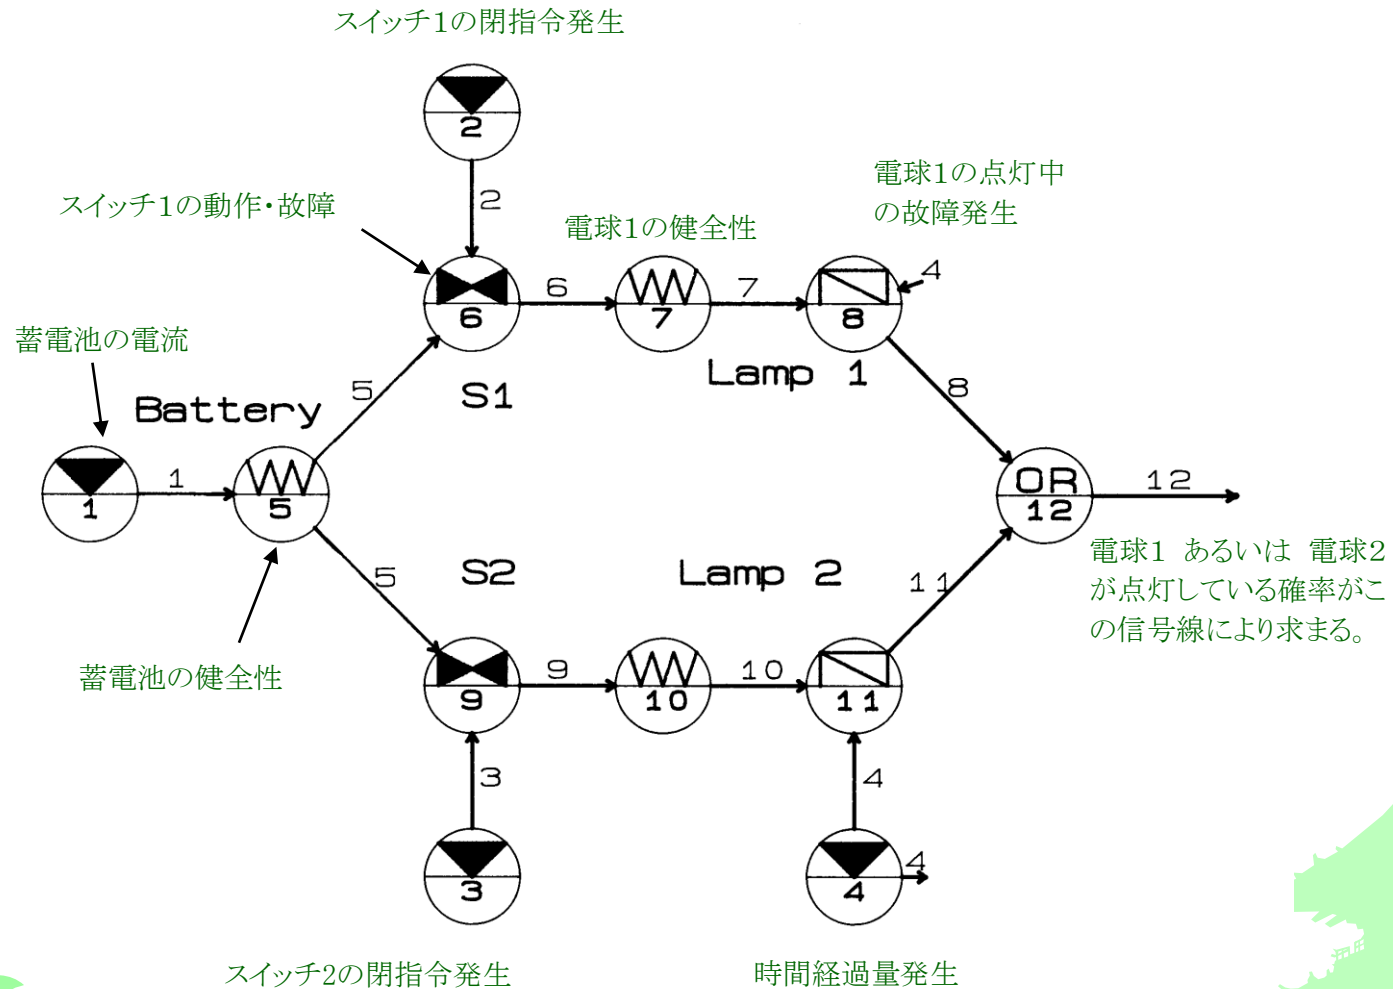 スイッチ1の閉指令発生
2
2
電球1の点灯中
の故障発生
スイッチ1の動作・故障
電球1の健全性
4
6
6
7
7
8
蓄電池の電流
Lamp 1
5
S1
8
Battery
1
1
5
OR
12
12
電球1 あるいは 電球2
が点灯している確率がこ
の信号線により求まる。
5
S2
Lamp 2
11
蓄電池の健全性
9
9
10
10
11
3
4
3
4
4
スイッチ2の閉指令発生
時間経過量発生